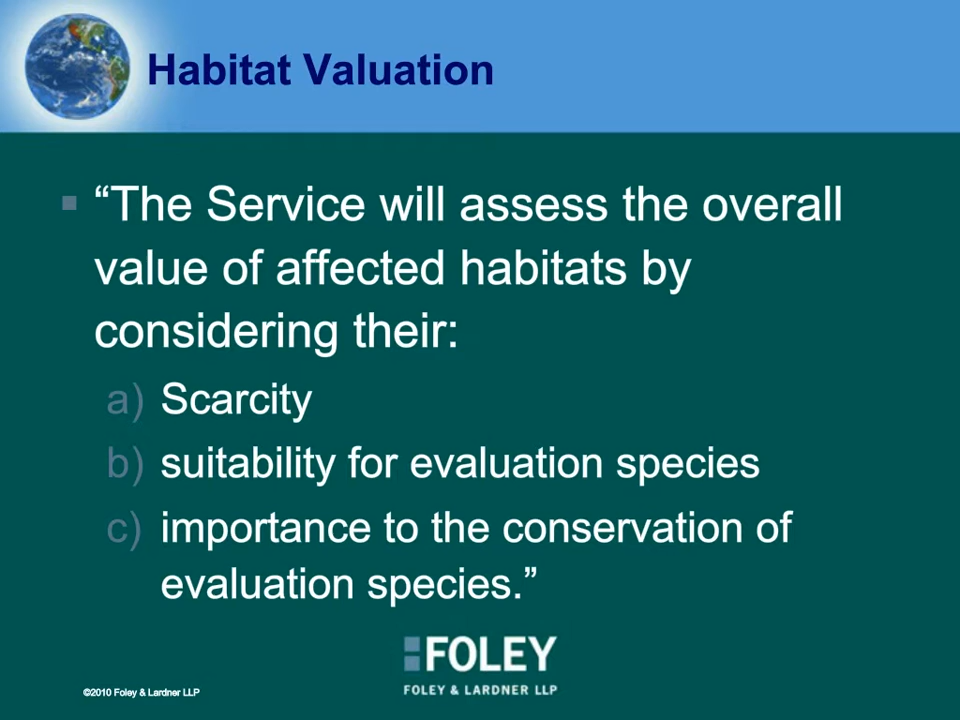 Habitat Valuation
“The Service will assess the overall
value of affected habitats by
considering their:
a) Scarcity
b) suitability for evaluation species
c) importance to the conservation of
evaluation species.”
FOLEY
FOLEY & LARDNER LLP
©2010 Foley & Lardner LLP